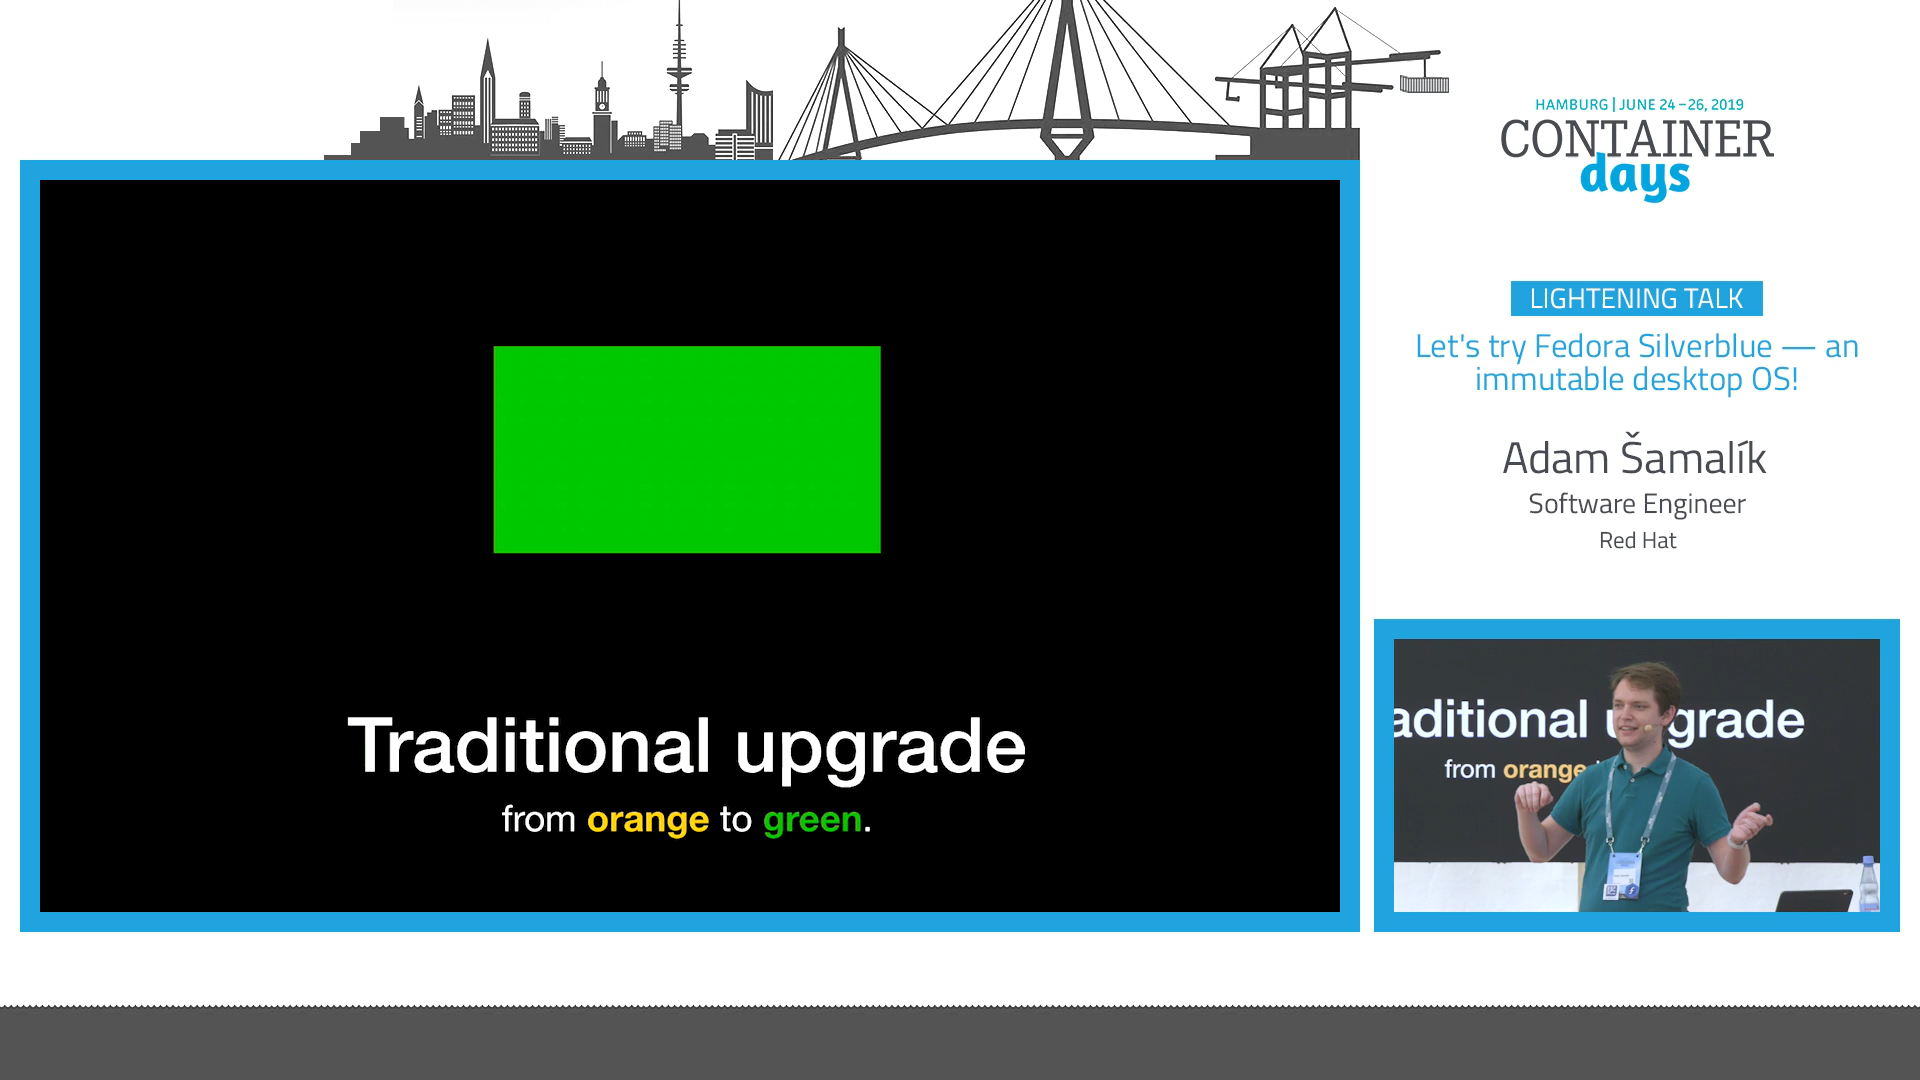 HAMBURG | JUNE 24 – 26, 2019
CONTAINER
days
LIGHTENING TALK
Let's try Fedora Silverblue — an
immutable desktop OS!
Adam Šamalík
Software Engineer
Red Hat
Traditional upgrade
from orange to green.
aditional u grade
from orange